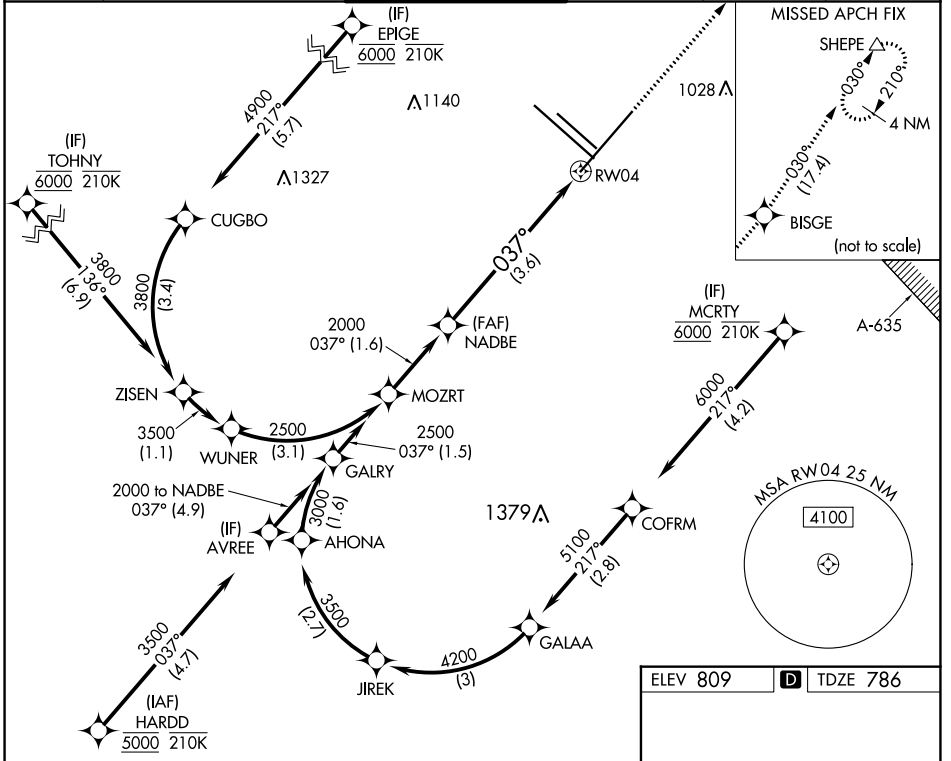 (IF)
EPIGE
6000 210K
4900
217°
(5.7)
1140
1028
MISSED APCH FIX
SHEPE
030°
210°
4 NM
030°
(17.4)
BISGE
(not to scale)
(IF)
TOHNY
6000 210K
1327
CUGBO
RW04
3800
136°
(6.9)
3800
(3.4)
037°
(3.6)
A-635
(IF)
MCRTY
6000 210K
2000
037° (1.6)
(FAF)
NADBE
ZISEN
MOZRT
6000
217°
(4.2)
3500
(1.1)
WUNER
2500
(3.1)
2500
037° (1.5)
GALRY
2000 to NADBE
037° (4.9)
3000
(1.6)
(IF)
AVREE
AHONA
1379
COFRM
MSA RW04 25 NM
4100
5100
217°
(2.8)
3500
(2.7)
GALAA
3500
037°
(4.7)
4200
(3)
JIREK
(IAF)
HARDD
5000 210K
ELEV 809
D
TDZE 786